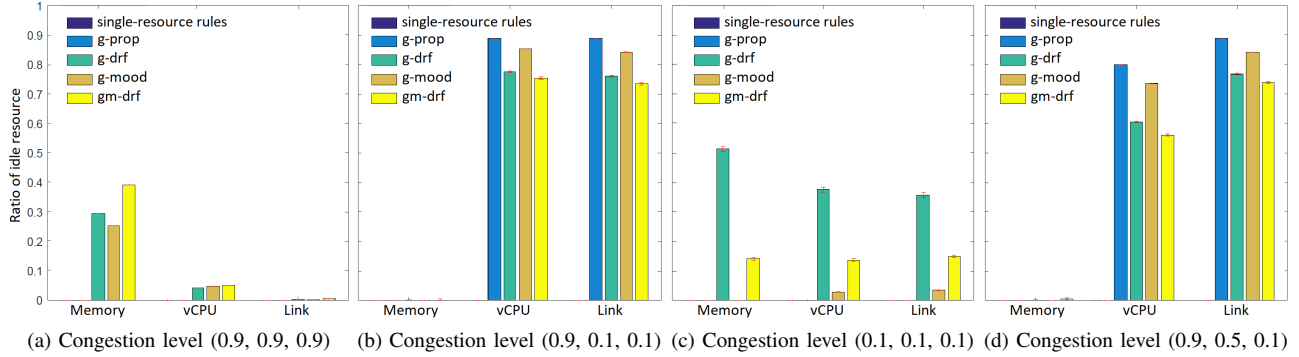 single-resource rules
g-prop
g-drf
g-mood
gm-drf
single-resource rules
g-prop
g-drf
g-mood
gm-drf
single-resource rules
g-prop
g-drf
g-mood
gm-drf
single-resource rules
g-prop
g-drf
g-mood
gm-drf
Ratio of idle resource
1
0.9
0.8
0.7
0.6
0.5
0.4
0.3
0.2
0.1
0
Memory vCPU Link
Memory vCPU Link
Memory vCPU Link
Memory vCPU Link
(a) Congestion level (0.9, 0.9, 0.9)
(b) Congestion level (0.9, 0.1, 0.1)
(c) Congestion level (0.1, 0.1, 0.1)
(d) Congestion level (0.9, 0.5, 0.1)